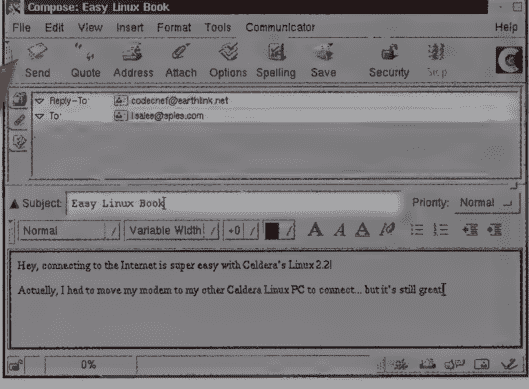 Compose: Easy Linux Book
File Edit View Insert Format Tools Communicator Help
Send Quote Address Attach Options Spelling Save Security Stop
Reply-To: codecnef@earthlink.net
To: 1sales@sples.com
Subject: Easy Linux Book Priority: Normal
Normal Variable Width +0 A A A
Hey, connecting to the Internet is super easy with Caldera's Linux 2.2!
Actually, I had to move my modem to my other Caldera Linux PC to connect... but it's still great
0%